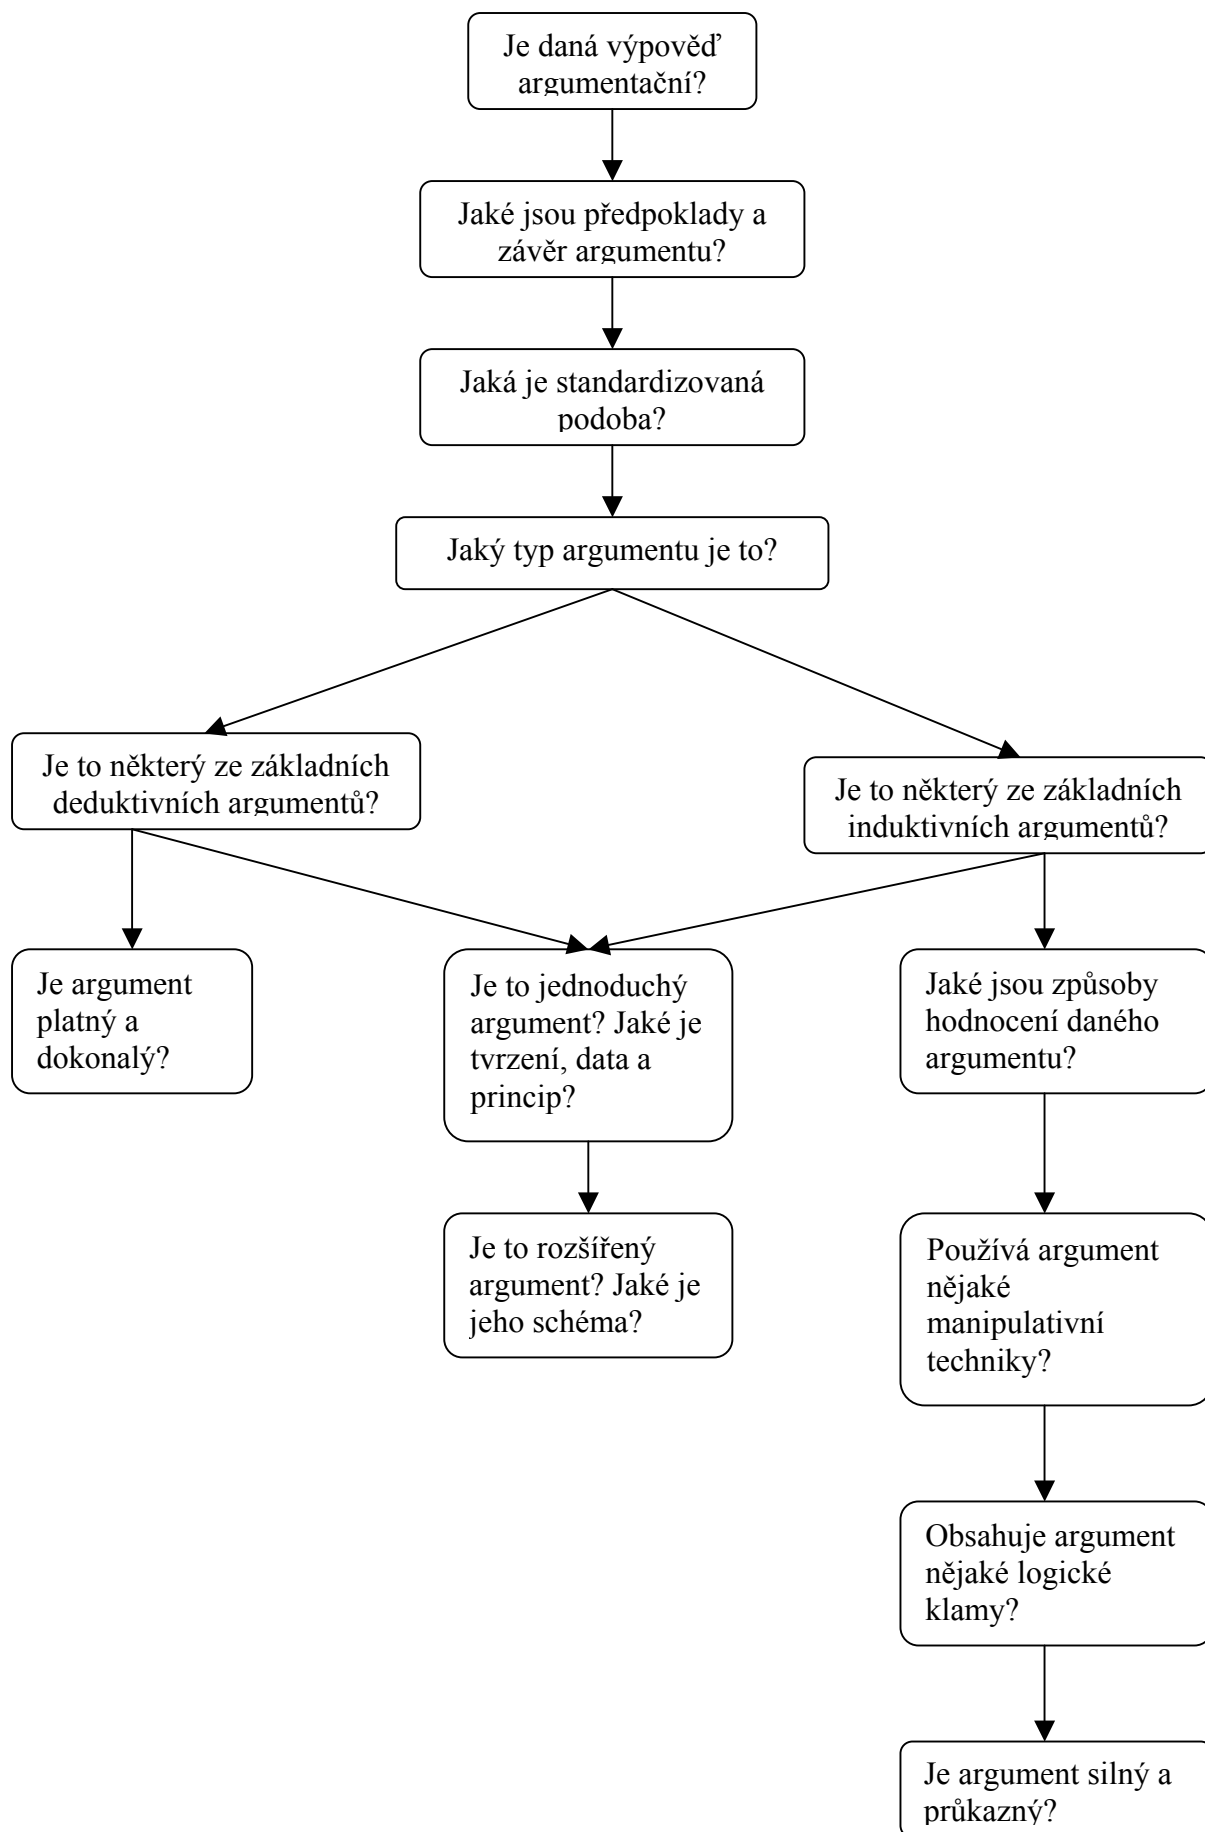 Je daná výpověď
argumentační?
Jaké jsou předpoklady a
závěr argumentu?
Jaká je standardizovaná
podoba?
Jaký typ argumentu je to?
Je to některý ze základních
deduktivních argumentů?
Je to některý ze základních
induktivních argumentů?
Je argument
platný a
dokonalý?
Je to jednoduchý
argument? Jaké je
tvrzení, data a
princip?
Jaké jsou způsoby
hodnocení daného
argumentu?
Je to rozšířený
argument? Jaké je
jeho schéma?
Používá argument
nějaké
manipulativní
techniky?
Obsahuje argument
nějaké logické
klamy?
Je argument silný a
průkazný?